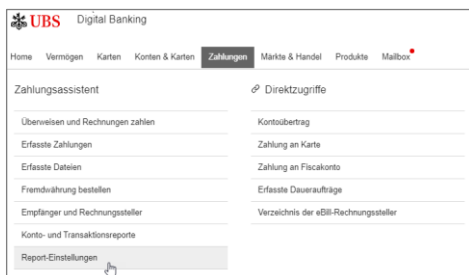 UBS Digital Banking
Home Vermögen Karten Konten & Karten Zahlungen Märkte & Handel Produkte Mailbox
Zahlungsassistent
Überweisen und Rechnungen zahlen
Erfasste Zahlungen
Erfasste Dateien
Fremdwährung bestellen
Empfänger und Rechnungssteller
Konto- und Transaktionsreporte
Report-Einstellungen
Direktzugriffe
Kontoübertrag
Zahlung an Karte
Zahlung an Fiscakonto
Erfasste Daueraufträge
Verzeichnis der eBill-Rechnungssteller